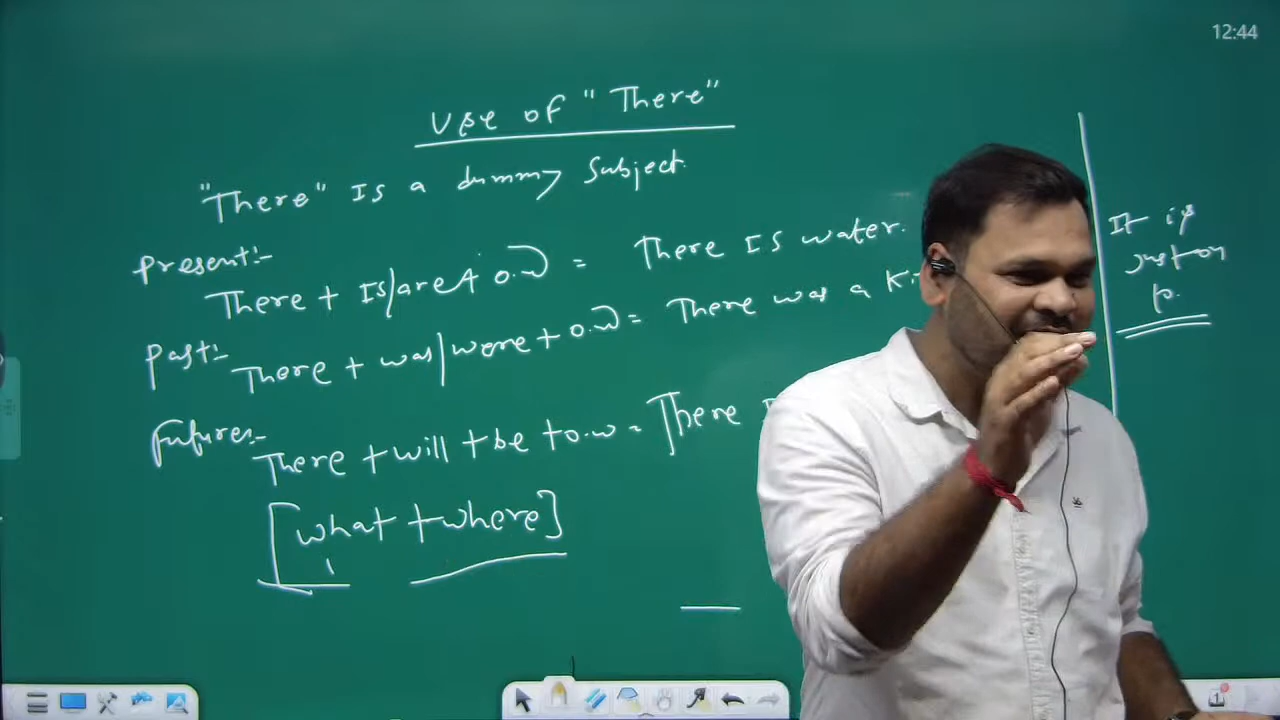 12:44
Use of "There"
"There" Is a dummy Subject.
Present:-
There + Is/are + o.w = There Is water.
Past:-
There + was/were + o.w = There was a K
Future:-
There + will + be + o.w = There
[what + where]
It is
just on
p.